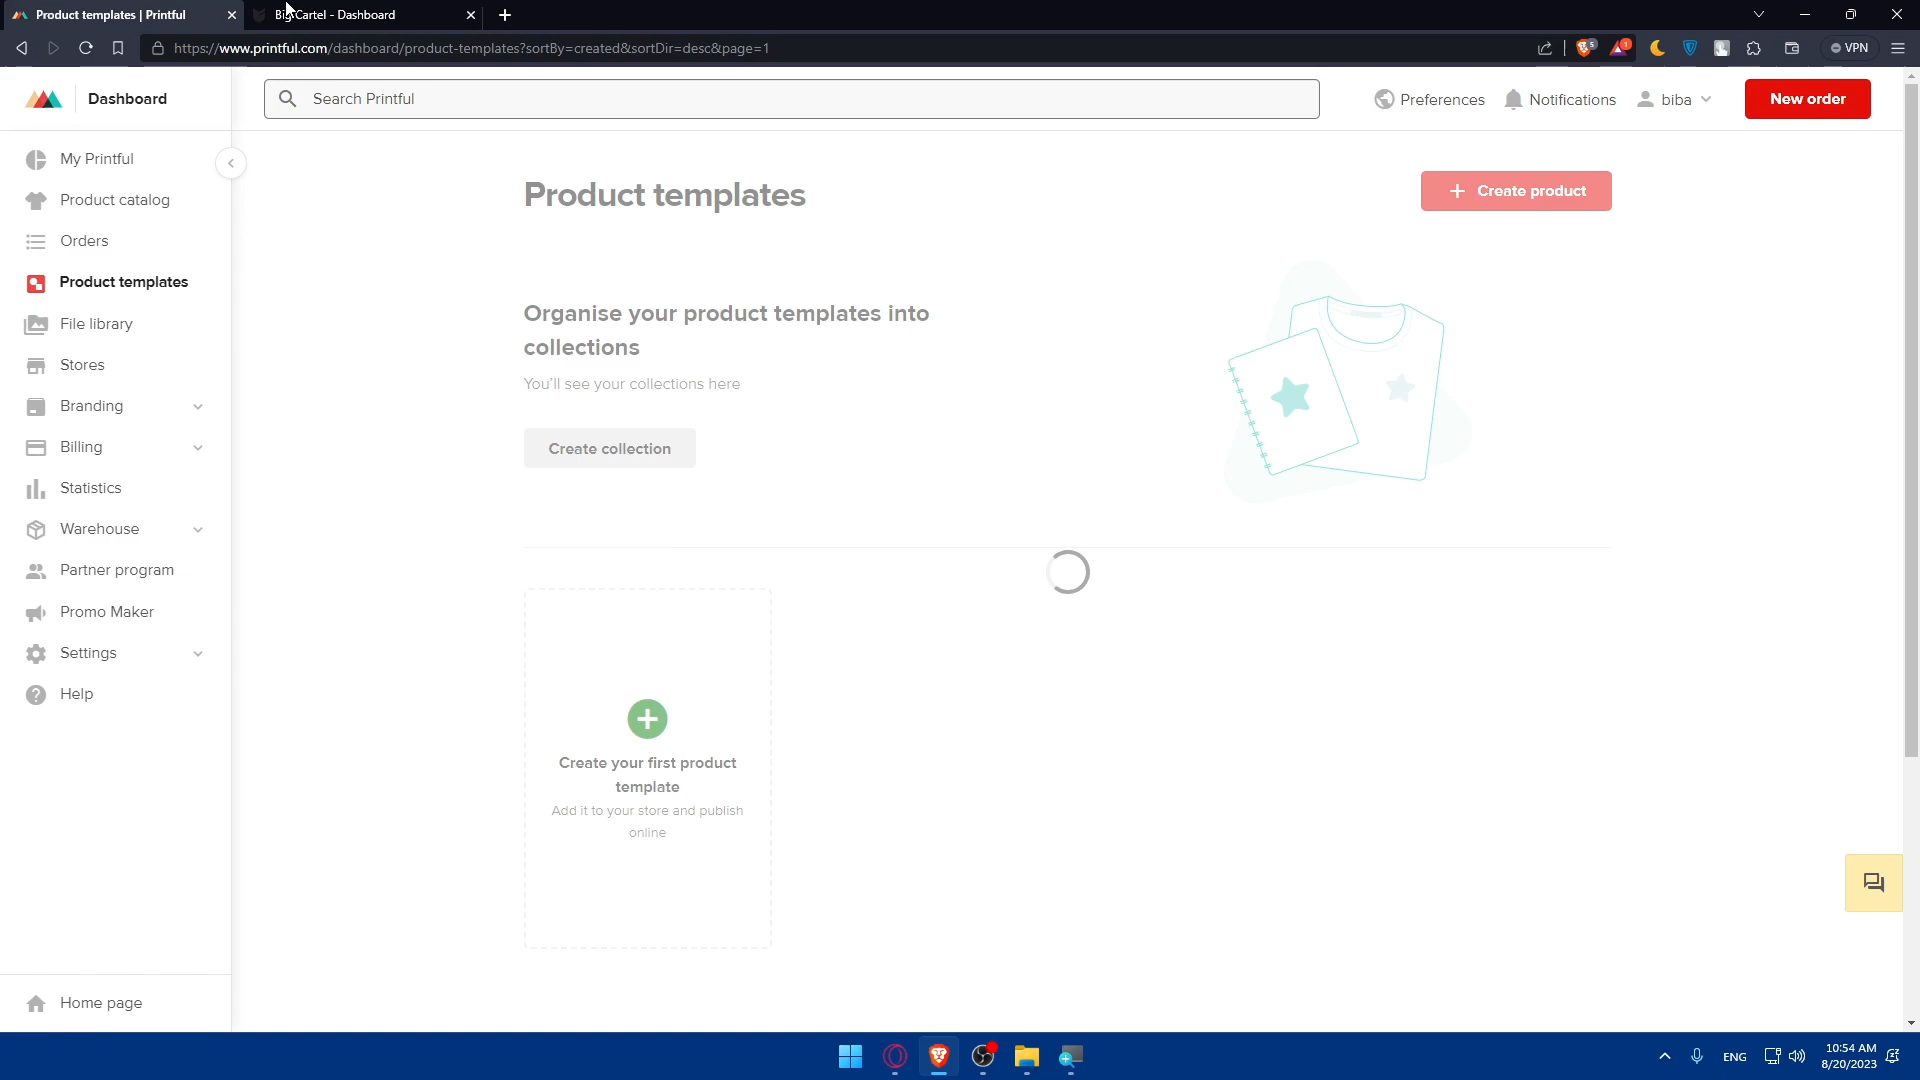 Product templates | Printful
Big Cartel - Dashboard
https://www.printful.com/dashboard/product-templates?sortBy=created&sortDir=desc&page=1
5
1
VPN
Dashboard
Search Printful
Preferences
Notifications
biba
New order
My Printful
Product catalog
Orders
Product templates
File library
Stores
Branding
Billing
Statistics
Warehouse
Partner program
Promo Maker
Settings
Help
Home page
Product templates
Create product
Organise your product templates into
collections
You'll see your collections here
Create collection
Create your first product
template
Add it to your store and publish
online
ENG
10:54 AM
8/20/2023